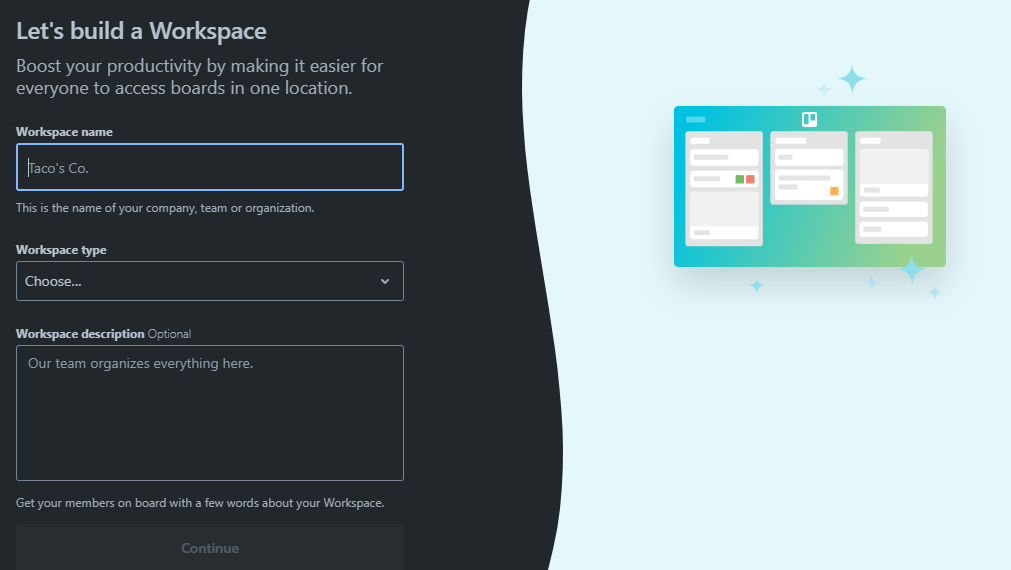 Let's build a Workspace
Boost your productivity by making it easier for
everyone to access boards in one location.
Workspace name
Taco's Co.
This is the name of your company, team or organization.
Workspace type
Choose...
Workspace description Optional
Our team organizes everything here.
Get your members on board with a few words about your Workspace.
Continue